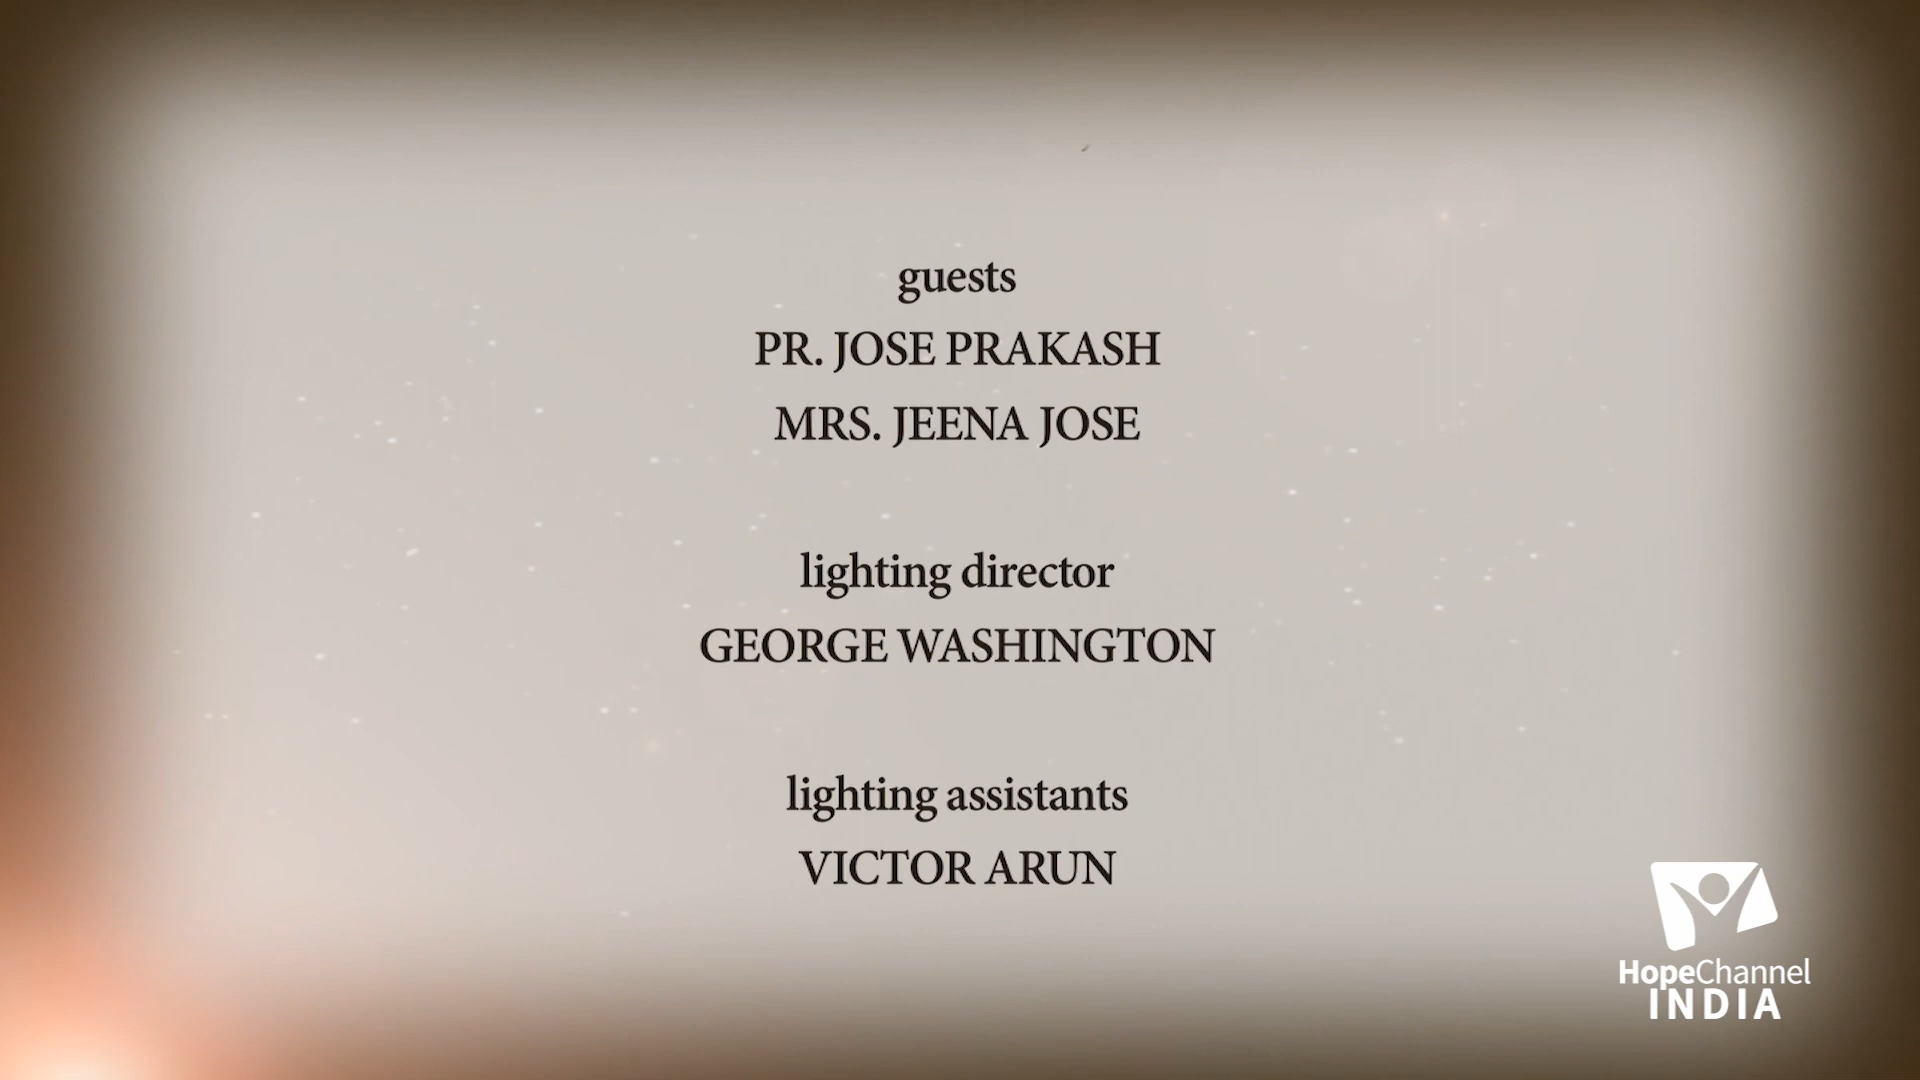 guests
PR. JOSE PRAKASH
MRS. JEENA JOSE
lighting director
GEORGE WASHINGTON
lighting assistants
VICTOR ARUN
HopeChannel
INDIA